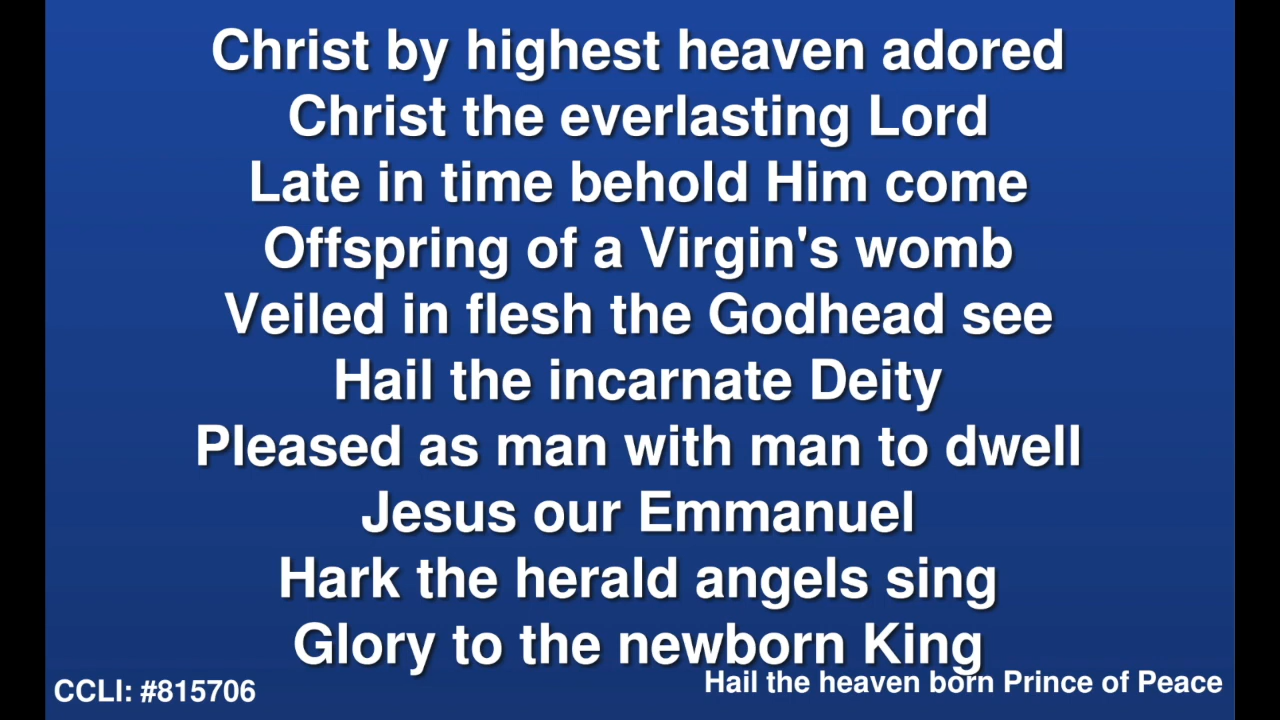 Christ by highest heaven adored
Christ the everlasting Lord
Late in time behold Him come
Offspring of a Virgin's womb
Veiled in flesh the Godhead see
Hail the incarnate Deity
Pleased as man with man to dwell
Jesus our Emmanuel
Hark the herald angels sing
Glory to the newborn King
CCLI: #815706
Hail the heaven born Prince of Peace